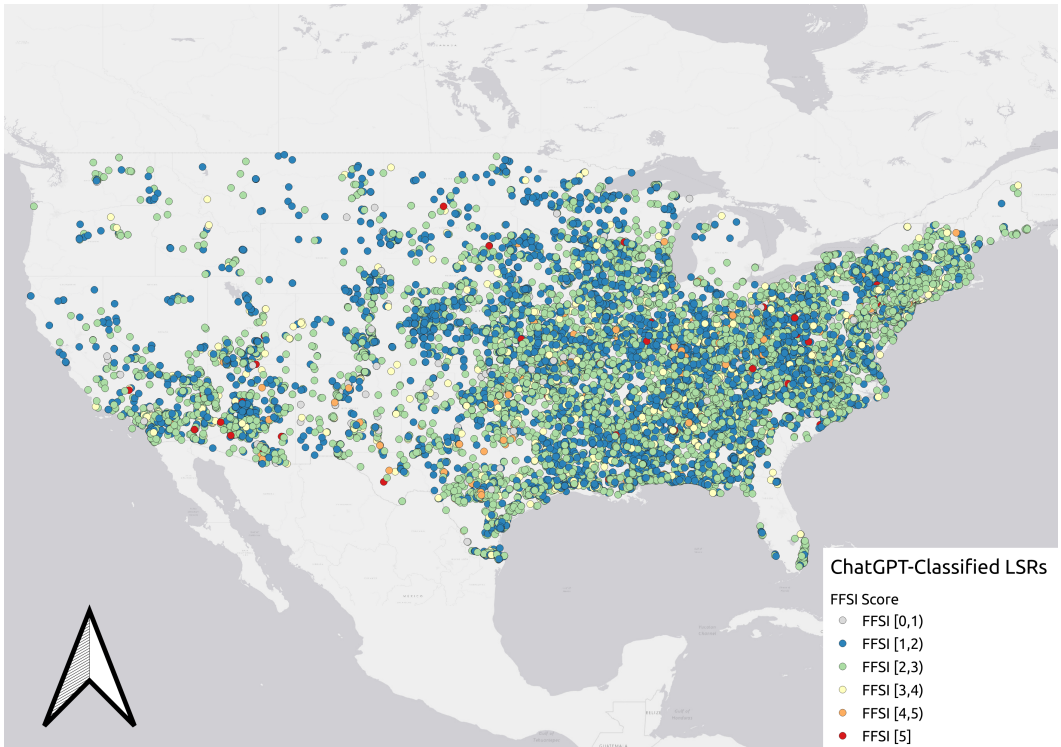 ChatGPT-Classified LSRs
FFSI Score
FFSI [0,1)
FFSI [1,2)
FFSI [2,3)
FFSI [3,4)
FFSI [4,5)
FFSI [5]